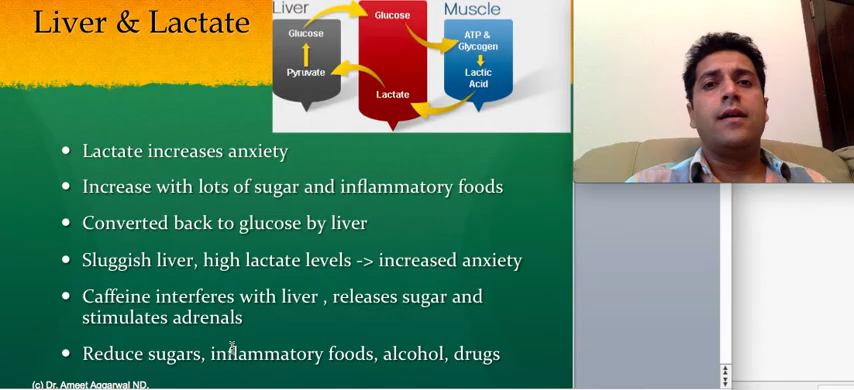 Liver & Lactate
Liver
Glucose
Pyruvate
Glucose
Lactate
Muscle
ATP &
Glycogen
Lactic
Acid
Lactate increases anxiety
Increase with lots of sugar and inflammatory foods
Converted back to glucose by liver
Sluggish liver, high lactate levels -> increased anxiety
Caffeine interferes with liver , releases sugar and
stimulates adrenals
Reduce sugars, inflammatory foods, alcohol, drugs
(c) Dr. Ameet Aggarwal ND.